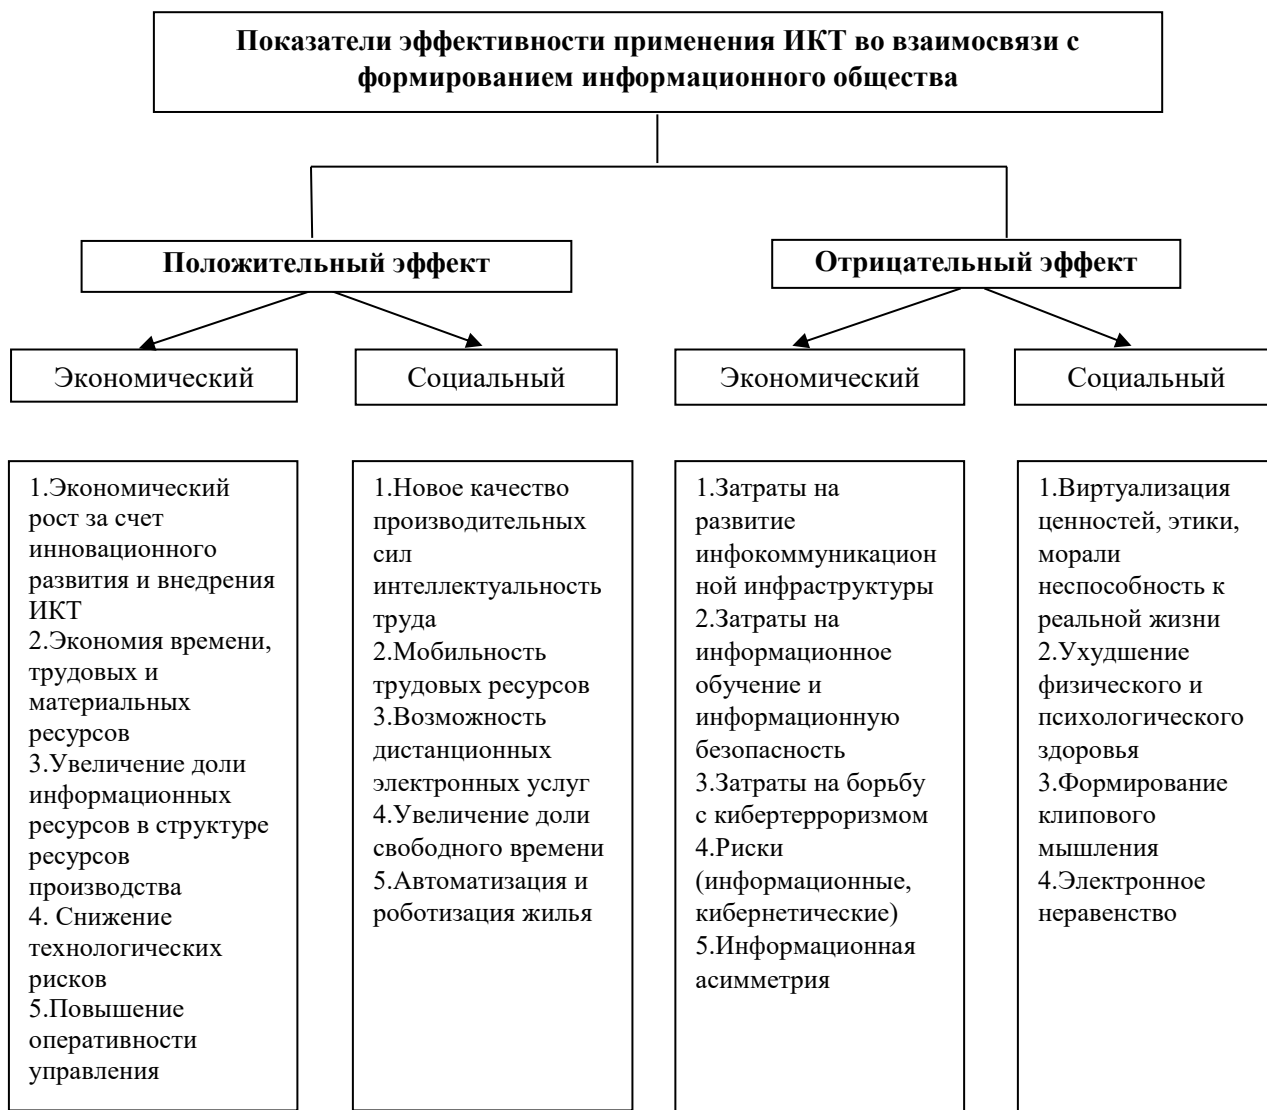 Показатели эффективности применения ИКТ во взаимосвязи с
формированием информационного общества
Положительный эффект
Отрицательный эффект
Экономический
Социальный
Экономический
Социальный
1.Экономический
рост за счет
инновационного
развития и внедрения
ИКТ
2.Экономия времени,
трудовых и
материальных
ресурсов
3.Увеличение доли
информационных
ресурсов в структуре
ресурсов
производства
4. Снижение
технологических
рисков
5.Повышение
оперативности
управления
1.Новое качество
производительных
сил
интеллектуальность
труда
2.Мобильность
трудовых ресурсов
3.Возможность
дистанционных
электронных услуг
4.Увеличение доли
свободного времени
5.Автоматизация и
роботизация жилья
1.Затраты на
развитие
инфокоммуникацион
ной инфраструктуры
2.Затраты на
информационное
обучение и
информационную
безопасность
3.Затраты на борьбу
с кибертерроризмом
4.Риски
(информационные,
кибернетические)
5.Информационная
асимметрия
1.Виртуализация
ценностей, этики,
морали
неспособность к
реальной жизни
2.Ухудшение
физического и
психологического
здоровья
3.Формирование
клипового
мышления
4.Электронное
неравенство